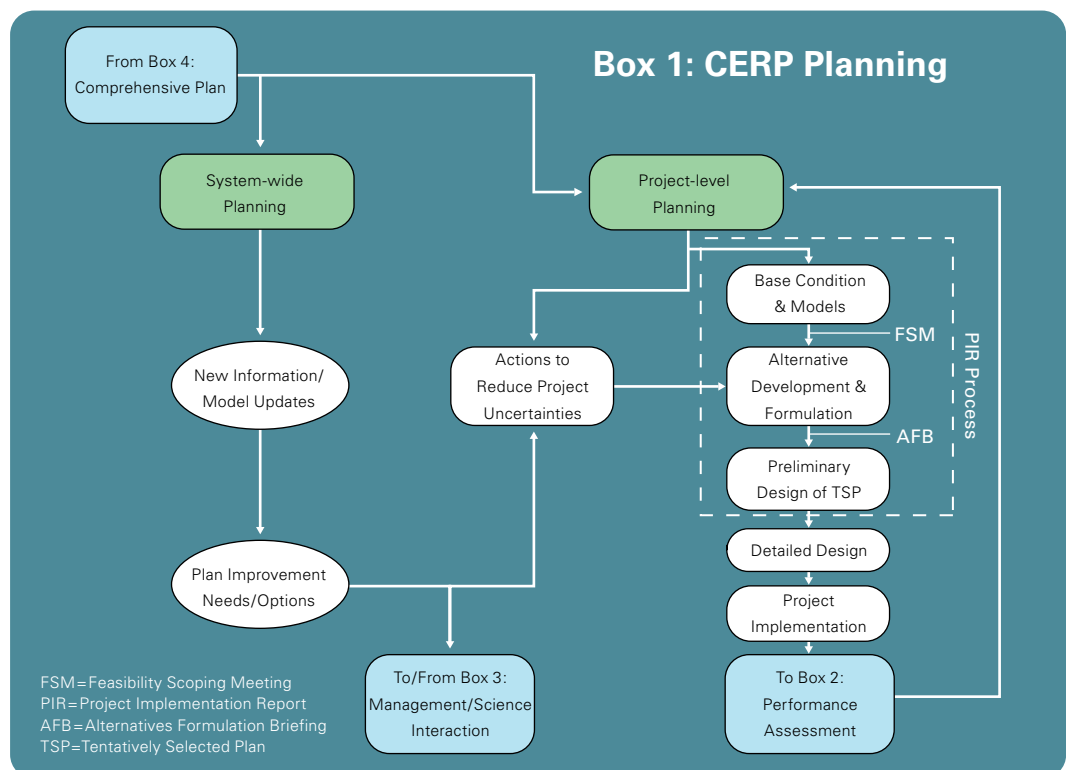 Box 1: CERP Planning
From Box 4:
Comprehensive Plan
System-wide
Planning
Project-level
Planning
New Information/
Model Updates
Plan Improvement
Needs/Options
Actions to
Reduce Project
Uncertainties
Base Condition
& Models
FSM
Alternative
Development &
Formulation
AFB
Preliminary
Design of TSP
PIR Process
Detailed Design
Project
Implementation
To/From Box 3:
Management/Science
Interaction
To Box 2:
Performance
Assessment
FSM=Feasibility Scoping Meeting
PIR=Project Implementation Report
AFB=Alternatives Formulation Briefing
TSP=Tentatively Selected Plan